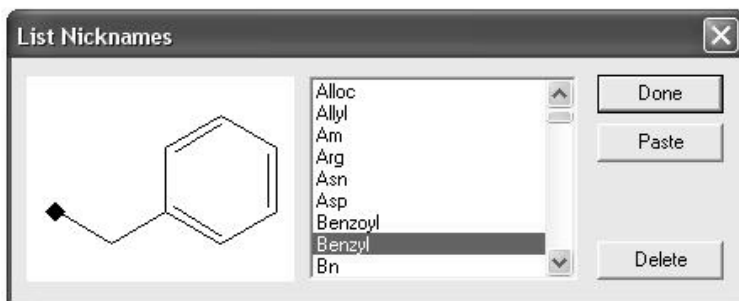 List Nicknames
Alloc
Allyl
Am
Arg
Asn
Asp
Benzoyl
Benzyl
Bn
Done
Paste
Delete